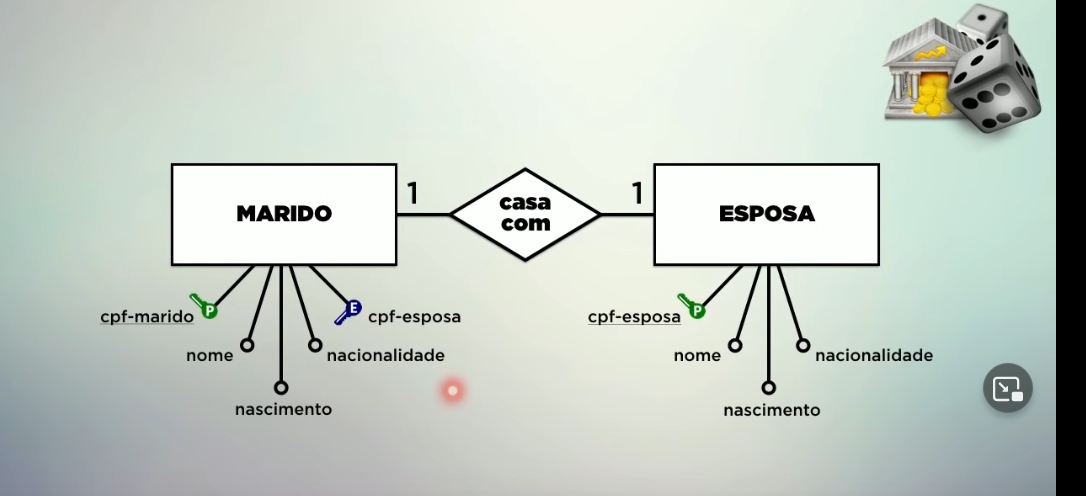 MARIDO
1
casa
com
1
ESPOSA
cpf-marido
P
E
cpf-esposa
nome
nacionalidade
nascimento
cpf-esposa
P
nome
nacionalidade
nascimento